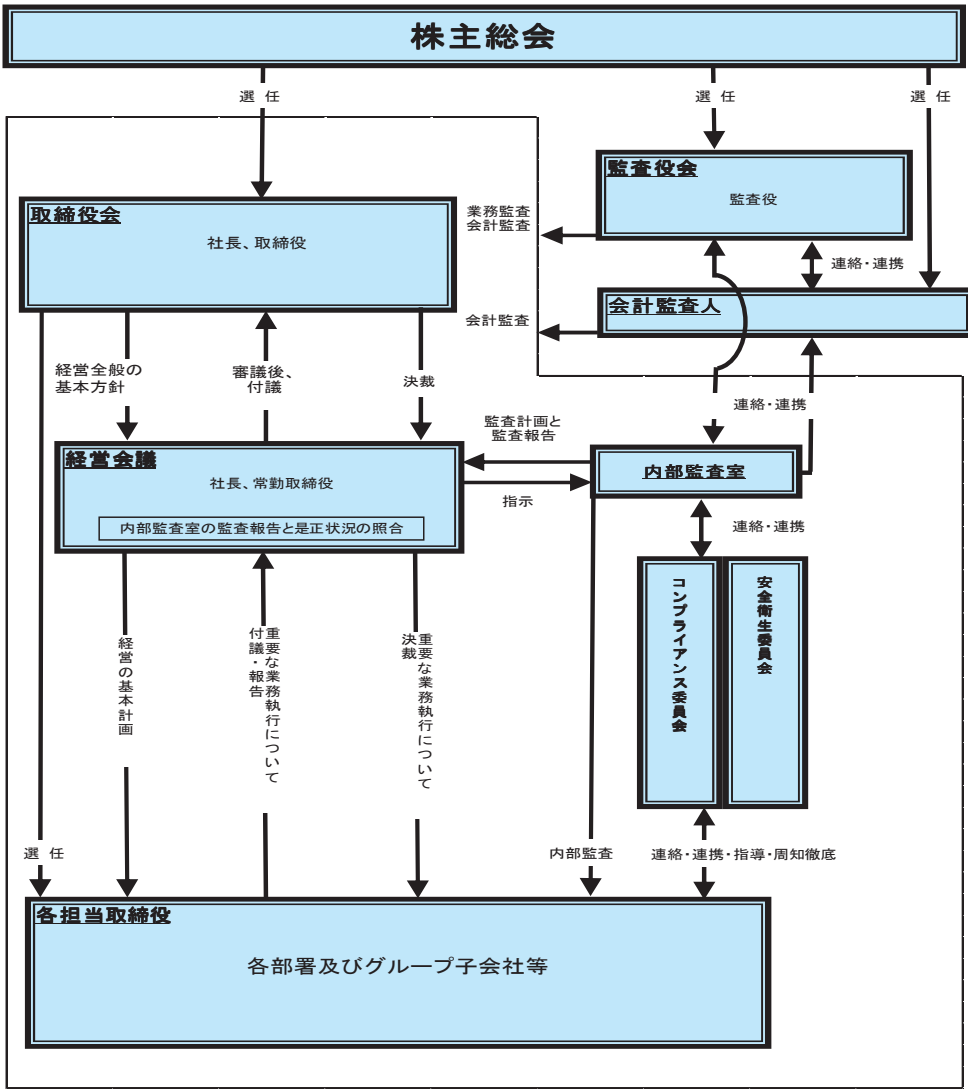 株主総会
選 任
選 任
選 任
監査役会
監査役
取締役会
社長、取締役
業務監査
会計監査
連絡・連携
会計監査人
会計監査
経営全般の
基本方針
審議後、
付議
決裁
連絡・連携
監査計画と
監査報告
経営会議
社長、常勤取締役
内部監査室の監査報告と是正状況の照合
指示
内部監査室
連絡・連携
コンプライアンス委員会
安全衛生委員会
経営の基本計画
重要な業務執行について
付議・報告
重要な業務執行について
決裁
選 任
内部監査
連絡・連携・指導・周知徹底
各担当取締役
各部署及びグループ子会社等